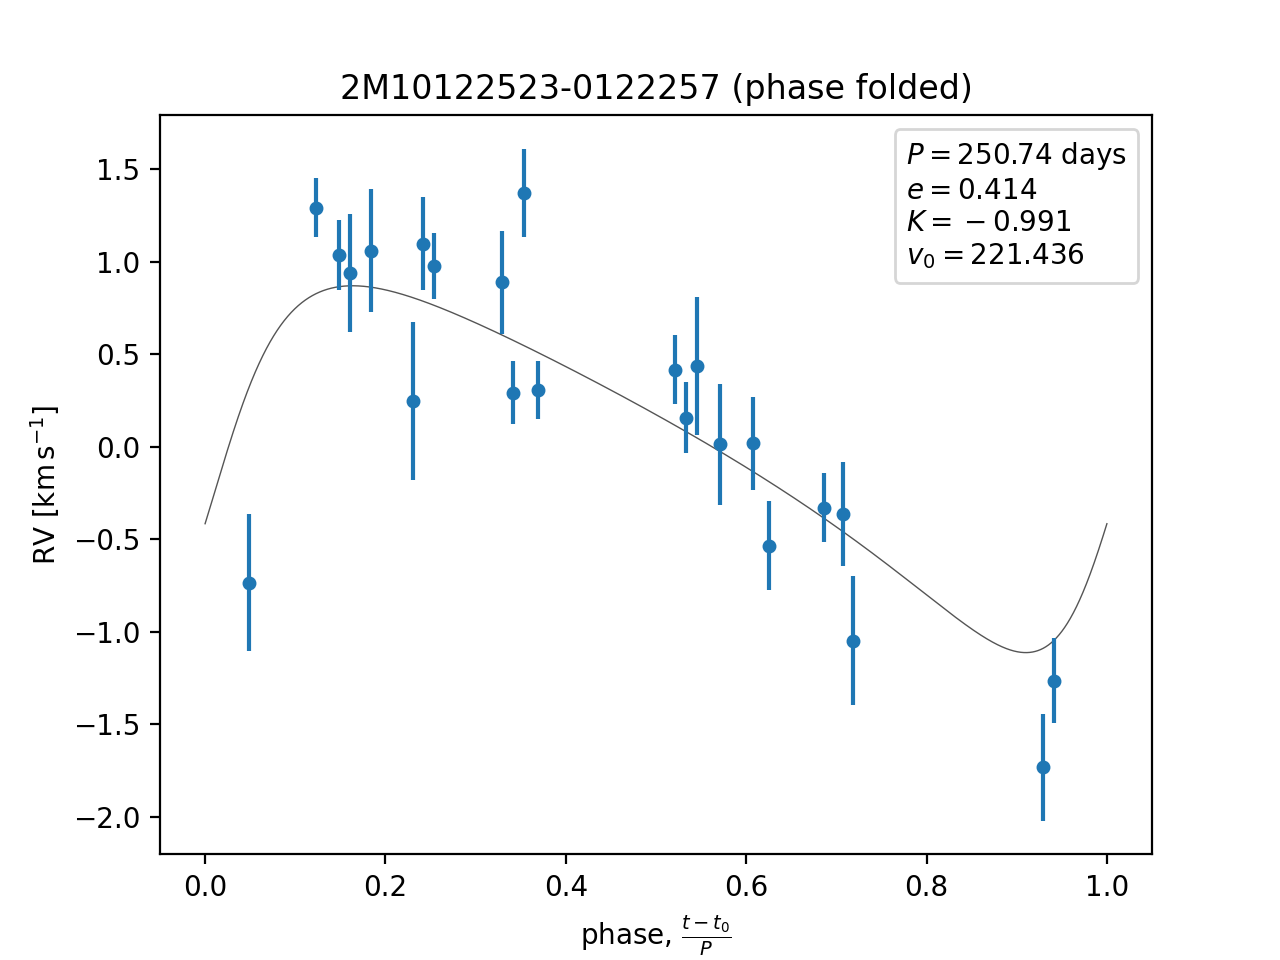 2M10122523-0122257 (phase folded)
P = 250.74 days
e = 0.414
K = −0.991
v₀ = 221.436
1.5
1.0
0.5
0.0
−0.5
−1.0
−1.5
−2.0
RV [km s⁻¹]
0.0 0.2 0.4 0.6 0.8 1.0
phase, (t − t₀)/P